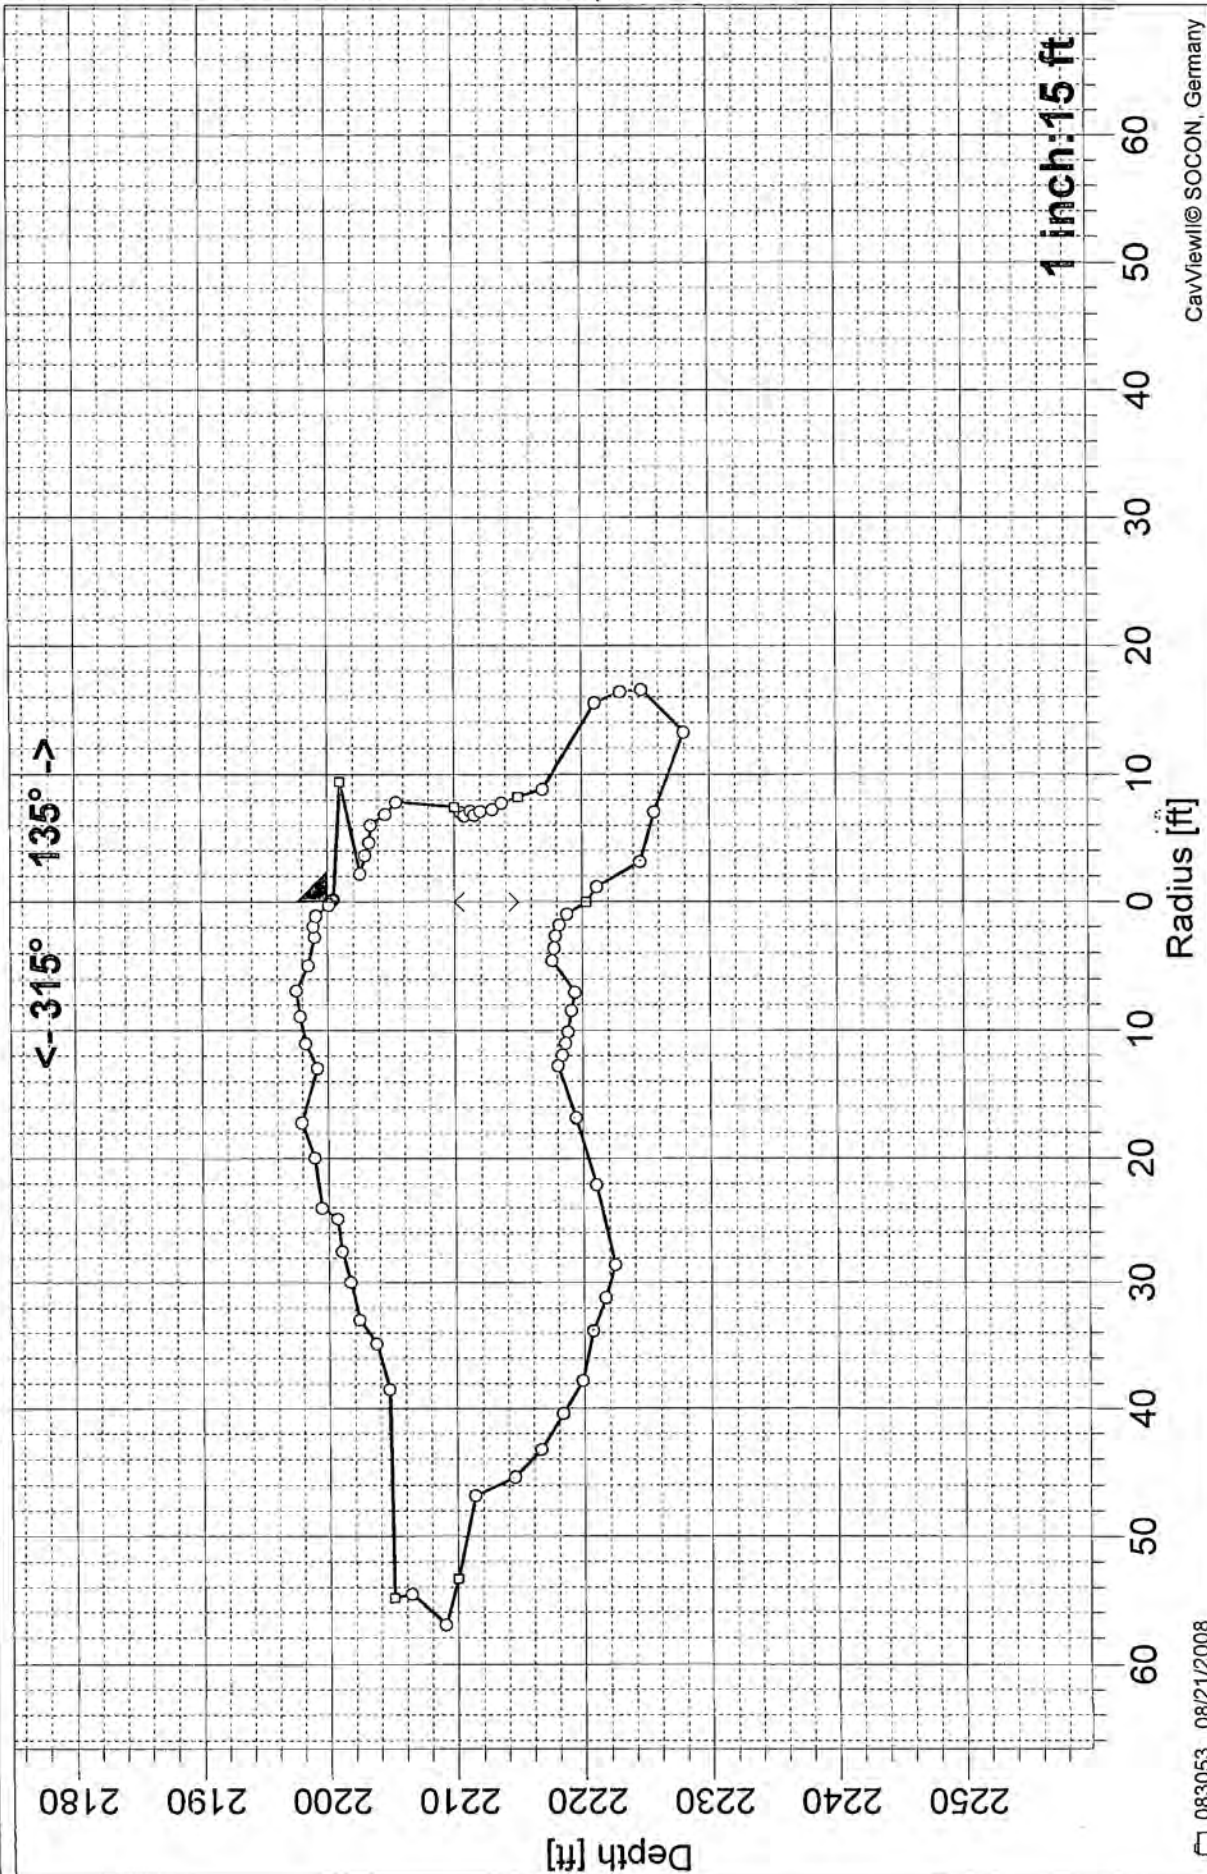 <- 315° 135° ->
1 inch:15 ft
2180
2190
2200
2210
2220
2230
2240
2250
Depth [ft]
60 50 40 30 20 10 0 10 20 30 40 50 60
Radius [ft]
083053 08/21/2008
CavViewII© SOCON, Germany